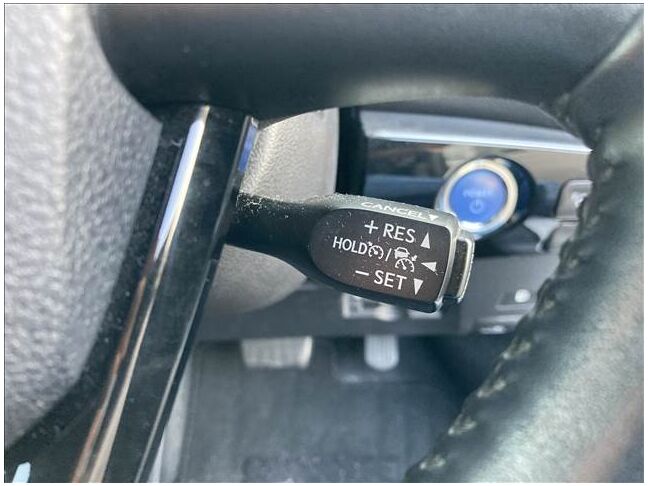 CANCEL▼
+ RES ▲
HOLD / ◀
− SET ▼
POWER